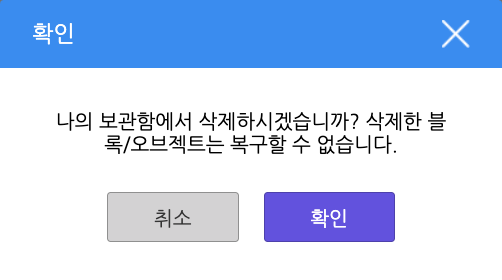 확인
나의 보관함에서 삭제하시겠습니까? 삭제한 블
록/오브젝트는 복구할 수 없습니다.
취소
확인